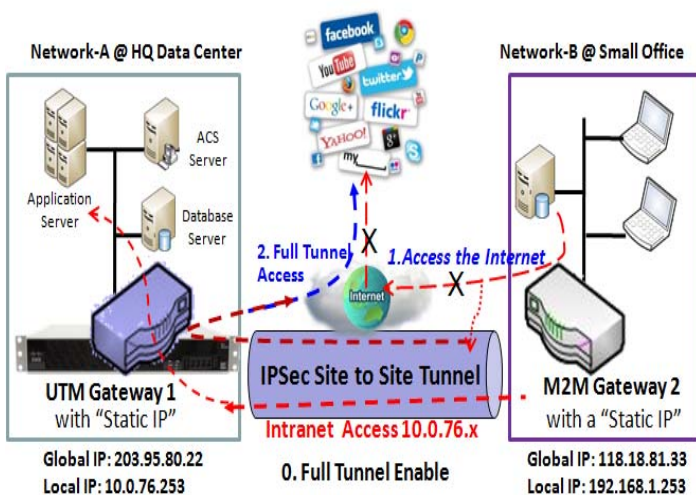 Network-A @ HQ Data Center
facebook
You Tube
twitter
Google+
flickr
g+
YAHOO!
my
Network-B @ Small Office
ACS
Server
Application
Server
Database
Server
2. Full Tunnel
Access
X
1.Access the Internet
X
Internet
IPSec Site to Site Tunnel
UTM Gateway 1
with “Static IP”
M2M Gateway 2
with a “Static IP”
Intranet Access 10.0.76.x
Global IP: 203.95.80.22
Local IP: 10.0.76.253
0. Full Tunnel Enable
Global IP: 118.18.81.33
Local IP: 192.168.1.253